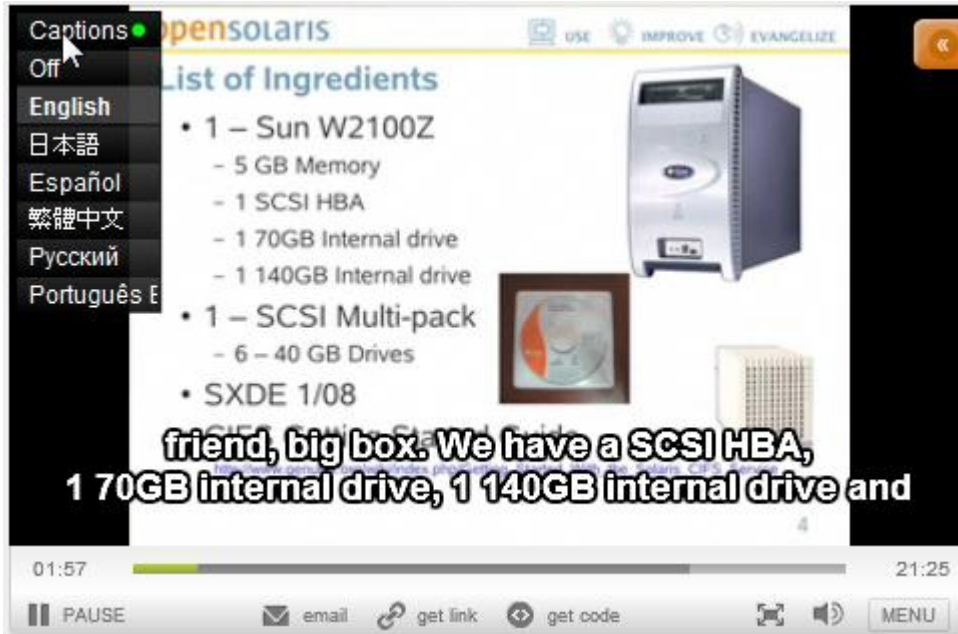 Captions
Off
English
日本語
Español
繁體中文
Русский
Português
opensolaris
USE IMPROVE EVANGELIZE
List of Ingredients
• 1 – Sun W2100Z
– 5 GB Memory
– 1 SCSI HBA
– 1 70GB Internal drive
– 1 140GB Internal drive
• 1 – SCSI Multi-pack
– 6 – 40 GB Drives
• SXDE 1/08
CIFS Getting Started Guide
friend, big box. We have a SCSI HBA,
1 70GB internal drive, 1 140GB internal drive and
4
01:57
21:25
PAUSE
email
get link
get code
MENU